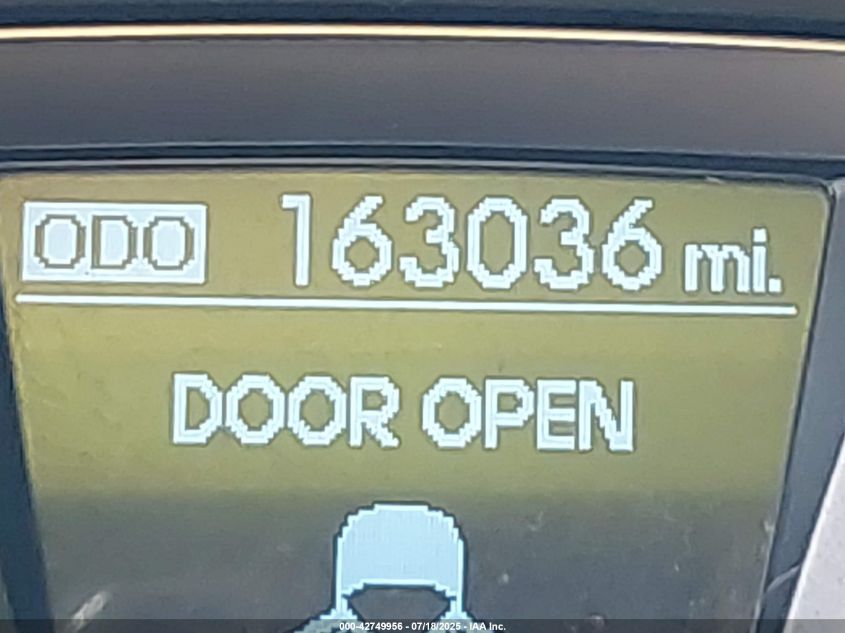 ODO 163036 mi.
DOOR OPEN
000-42749956 - 07/18/2025 - IAA Inc.